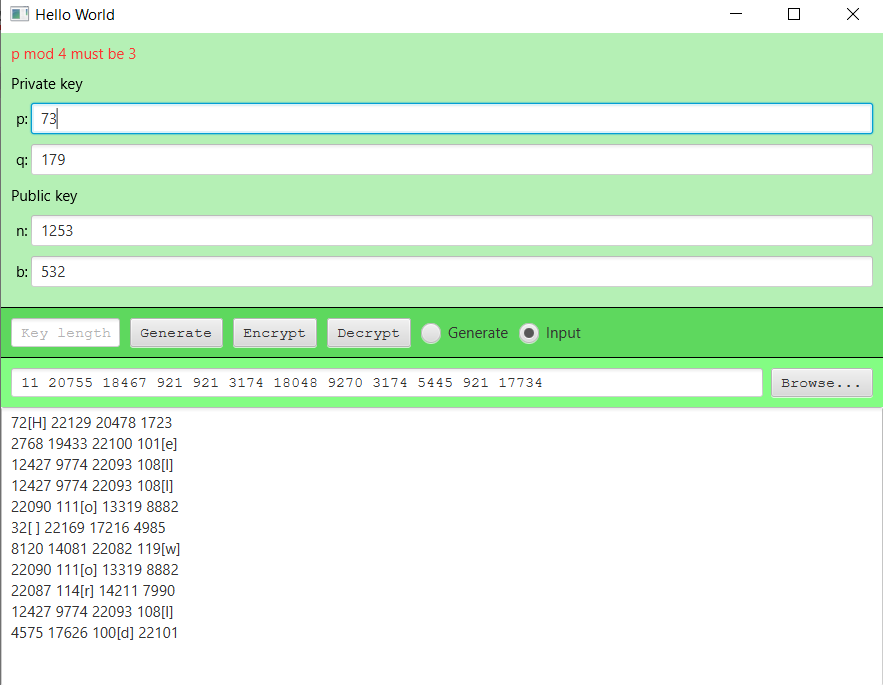 Hello World
p mod 4 must be 3
Private key
p: 73
q: 179
Public key
n: 1253
b: 532
Key length Generate Encrypt Decrypt Generate Input
11 20755 18467 921 921 3174 18048 9270 3174 5445 921 17734 Browse...
72[H] 22129 20478 1723
2768 19433 22100 101[e]
12427 9774 22093 108[l]
12427 9774 22093 108[l]
22090 111[o] 13319 8882
32[ ] 22169 17216 4985
8120 14081 22082 119[w]
22090 111[o] 13319 8882
22087 114[r] 14211 7990
12427 9774 22093 108[l]
4575 17626 100[d] 22101